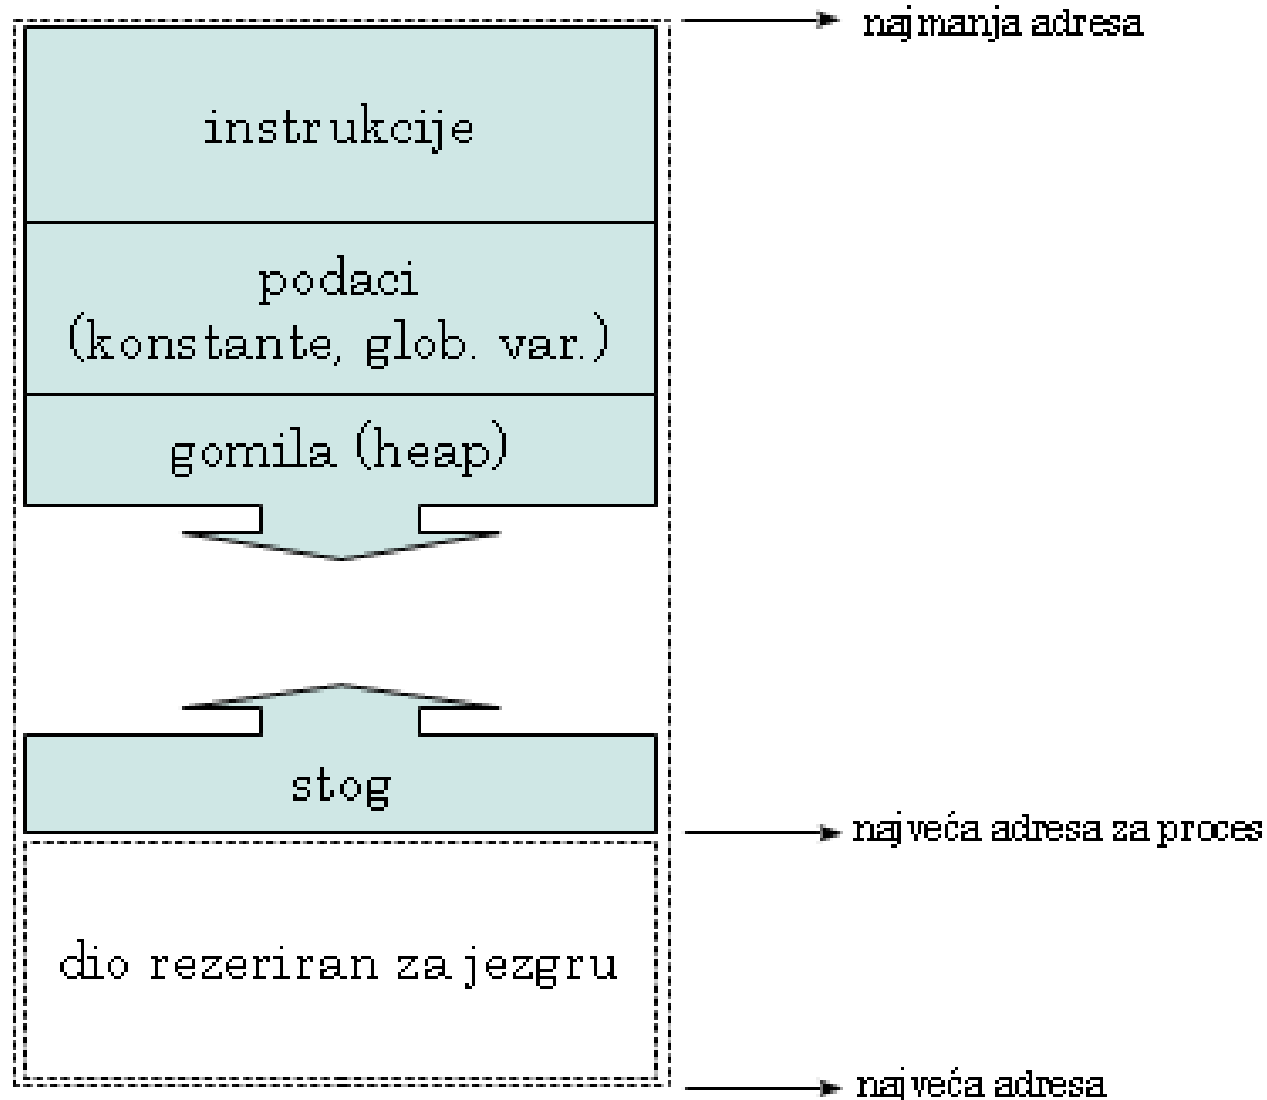 najmanja adresa
instrukcije
podaci
(konstante, glob. var.)
gomila (heap)
stog
najveća adresa za proces
dio rezeriran za jezgru
najveća adresa